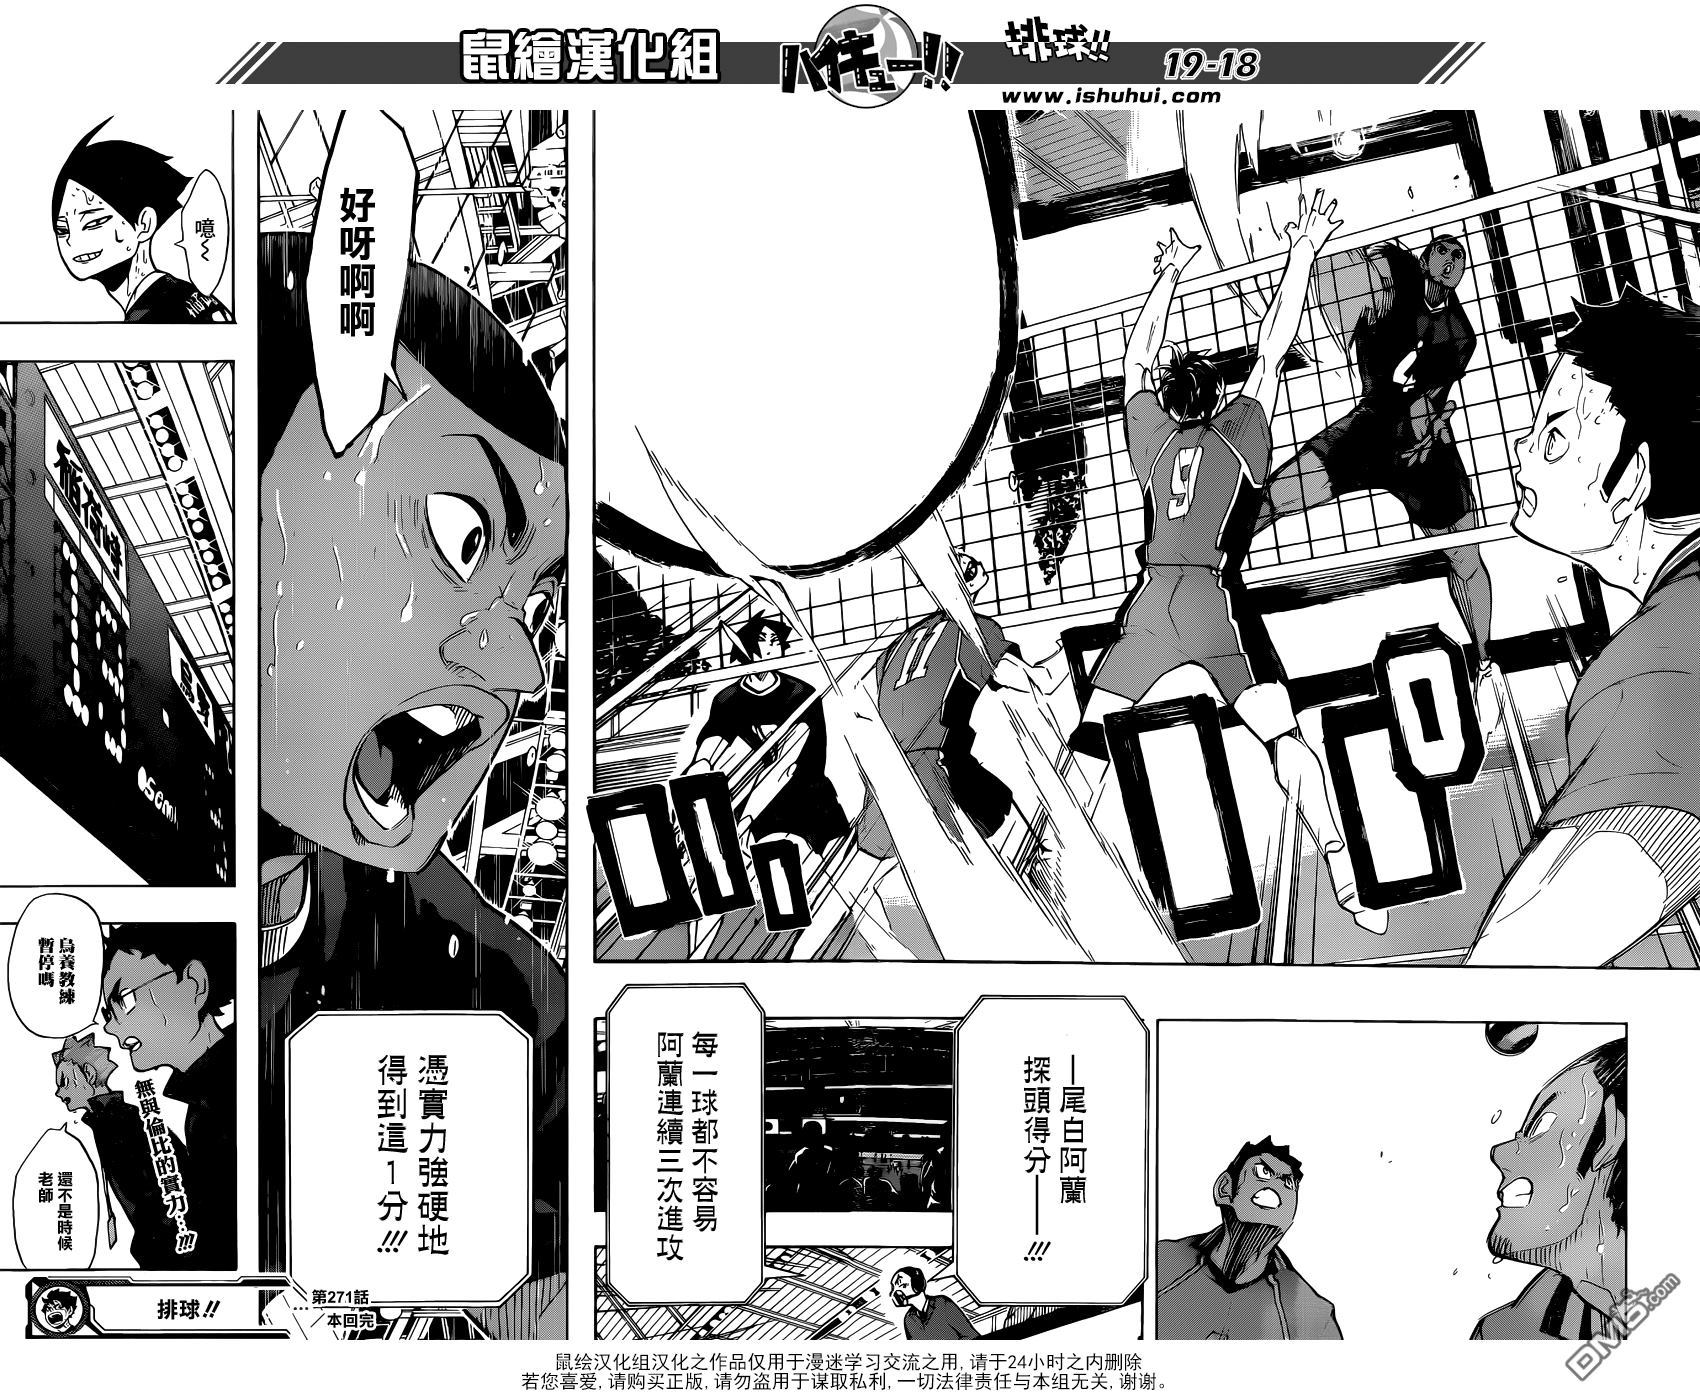 鼠繪漢化組
ハイキュー!!
排球!!
19-18
www.ishuhui.com
—尾白阿蘭
探頭得分——!!!
每一球都不容易
阿蘭連續三次進攻
9
11
好呀啊啊
憑實力強硬地
得到這1分!!!
噫~
稻荷崎
烏野
烏養教練
暫停嗎
無與倫比的實力…!!!
還不是時候
老師
排球!!
第271話
…／本回完
鼠绘汉化组汉化之作品仅用于漫迷学习交流之用,请于24小时之内删除
若您喜爱,请购买正版,请勿盗用于谋取私利,一切法律责任与本组无关,谢谢。
DM5.com